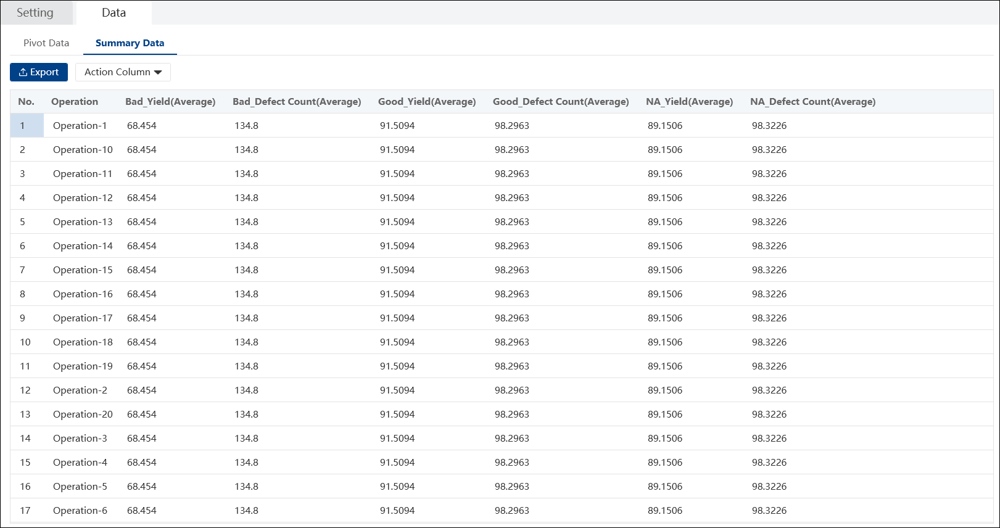 Setting Data
Pivot Data Summary Data
Export Action Column
No. Operation Bad_Yield(Average) Bad_Defect Count(Average) Good_Yield(Average) Good_Defect Count(Average) NA_Yield(Average) NA_Defect Count(Average)
1 Operation-1 68.454 134.8 91.5094 98.2963 89.1506 98.3226
2 Operation-10 68.454 134.8 91.5094 98.2963 89.1506 98.3226
3 Operation-11 68.454 134.8 91.5094 98.2963 89.1506 98.3226
4 Operation-12 68.454 134.8 91.5094 98.2963 89.1506 98.3226
5 Operation-13 68.454 134.8 91.5094 98.2963 89.1506 98.3226
6 Operation-14 68.454 134.8 91.5094 98.2963 89.1506 98.3226
7 Operation-15 68.454 134.8 91.5094 98.2963 89.1506 98.3226
8 Operation-16 68.454 134.8 91.5094 98.2963 89.1506 98.3226
9 Operation-17 68.454 134.8 91.5094 98.2963 89.1506 98.3226
10 Operation-18 68.454 134.8 91.5094 98.2963 89.1506 98.3226
11 Operation-19 68.454 134.8 91.5094 98.2963 89.1506 98.3226
12 Operation-2 68.454 134.8 91.5094 98.2963 89.1506 98.3226
13 Operation-20 68.454 134.8 91.5094 98.2963 89.1506 98.3226
14 Operation-3 68.454 134.8 91.5094 98.2963 89.1506 98.3226
15 Operation-4 68.454 134.8 91.5094 98.2963 89.1506 98.3226
16 Operation-5 68.454 134.8 91.5094 98.2963 89.1506 98.3226
17 Operation-6 68.454 134.8 91.5094 98.2963 89.1506 98.3226